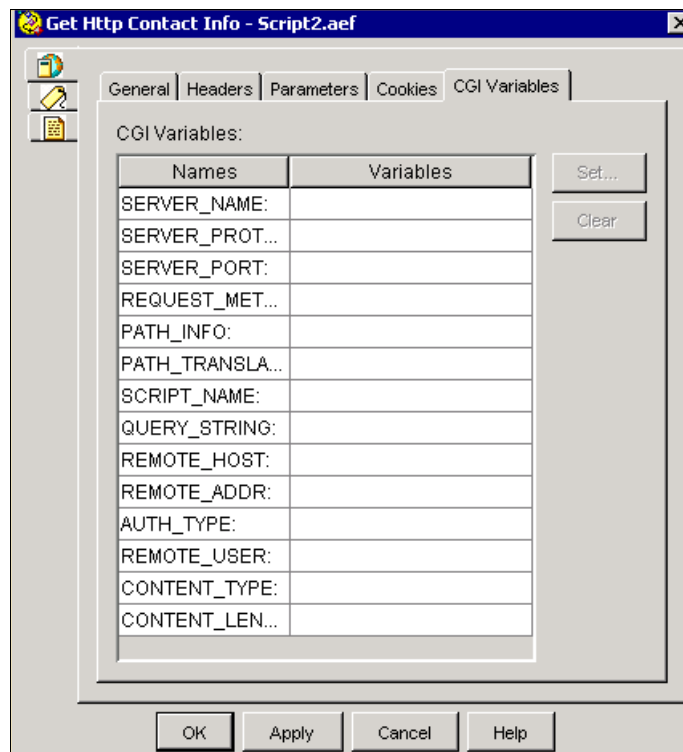 Get Http Contact Info - Script2.aef
General Headers Parameters Cookies CGI Variables
CGI Variables:
Names Variables Set...
SERVER_NAME:
SERVER_PROT... Clear
SERVER_PORT:
REQUEST_MET...
PATH_INFO:
PATH_TRANSLA...
SCRIPT_NAME:
QUERY_STRING:
REMOTE_HOST:
REMOTE_ADDR:
AUTH_TYPE:
REMOTE_USER:
CONTENT_TYPE:
CONTENT_LEN...
OK Apply Cancel Help